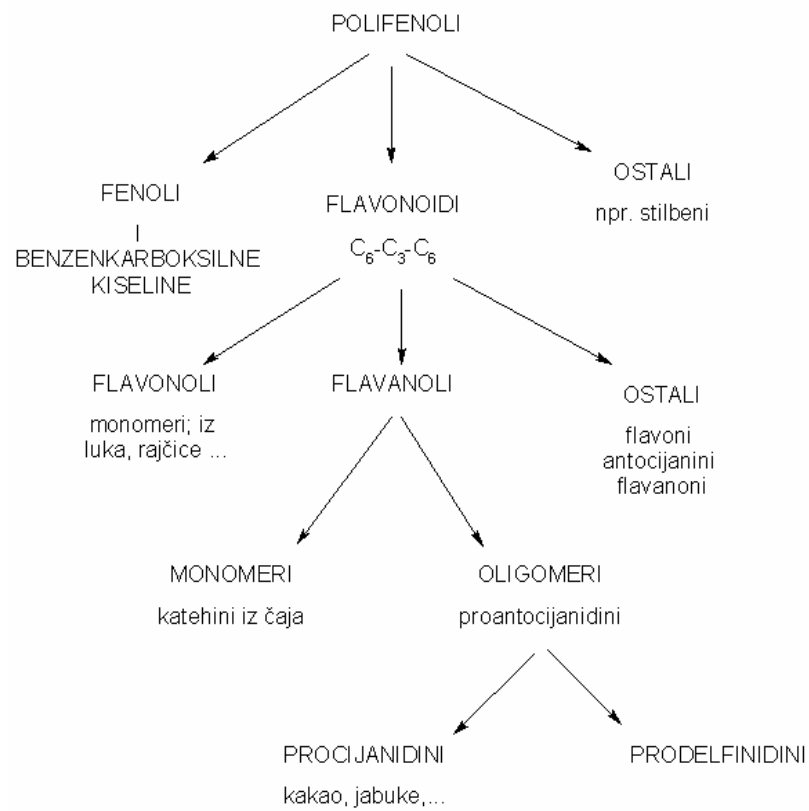 POLIFENOLI
FENOLI
I
BENZENKARBOKSILNE
KISELINE
FLAVONOIDI
C₆-C₃-C₆
OSTALI
npr. stilbeni
FLAVONOLI
monomeri; iz
luka, rajčice ...
FLAVANOLI
OSTALI
flavoni
antocijanini
flavanoni
MONOMERI
katehini iz čaja
OLIGOMERI
proantocijanidini
PROCIJANIDINI
kakao, jabuke,...
PRODELFINIDINI